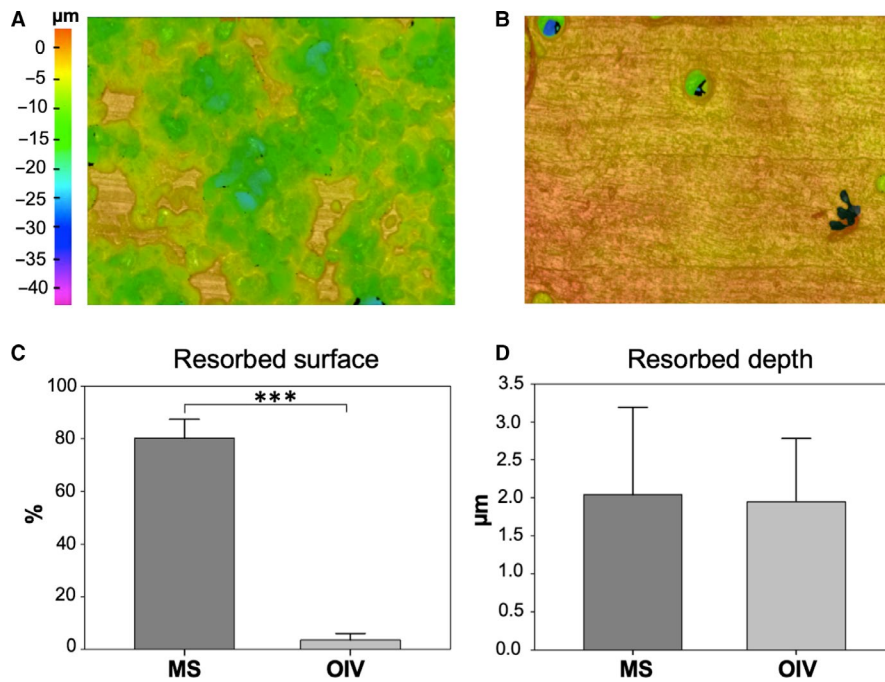 A
µm
0
−5
−10
−15
−20
−25
−30
−35
−40
B
C
Resorbed surface
100
80
60
40
20
0
%
***
MS
OIV
D
Resorbed depth
3.5
3.0
2.5
2.0
1.5
1.0
0.5
0.0
µm
MS
OIV